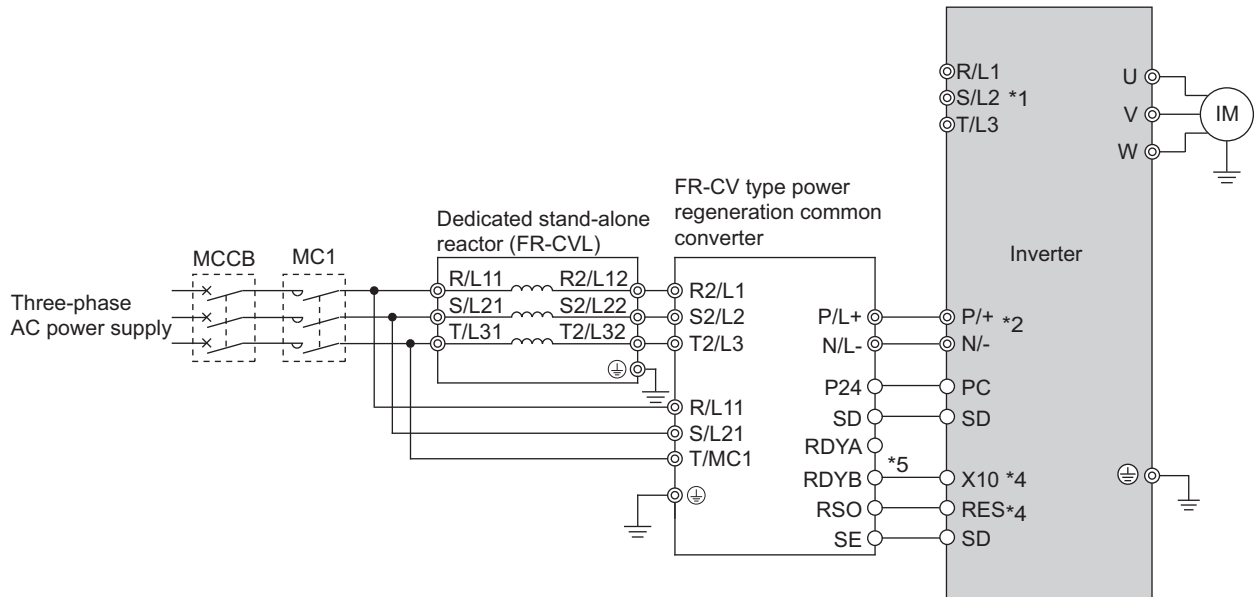 R/L1
S/L2 *1
T/L3
U
V
W
IM
FR-CV type power
regeneration common
converter
Dedicated stand-alone
reactor (FR-CVL)
MCCB
MC1
Inverter
Three-phase
AC power supply
R/L11
R2/L12
S/L21
S2/L22
T/L31
T2/L32
R2/L1
S2/L2
T2/L3
R/L11
S/L21
T/MC1
P/L+
N/L-
P24
SD
RDYA
RDYB
RSO
SE
*5
P/+
*2
N/-
PC
SD
X10 *4
RES*4
SD